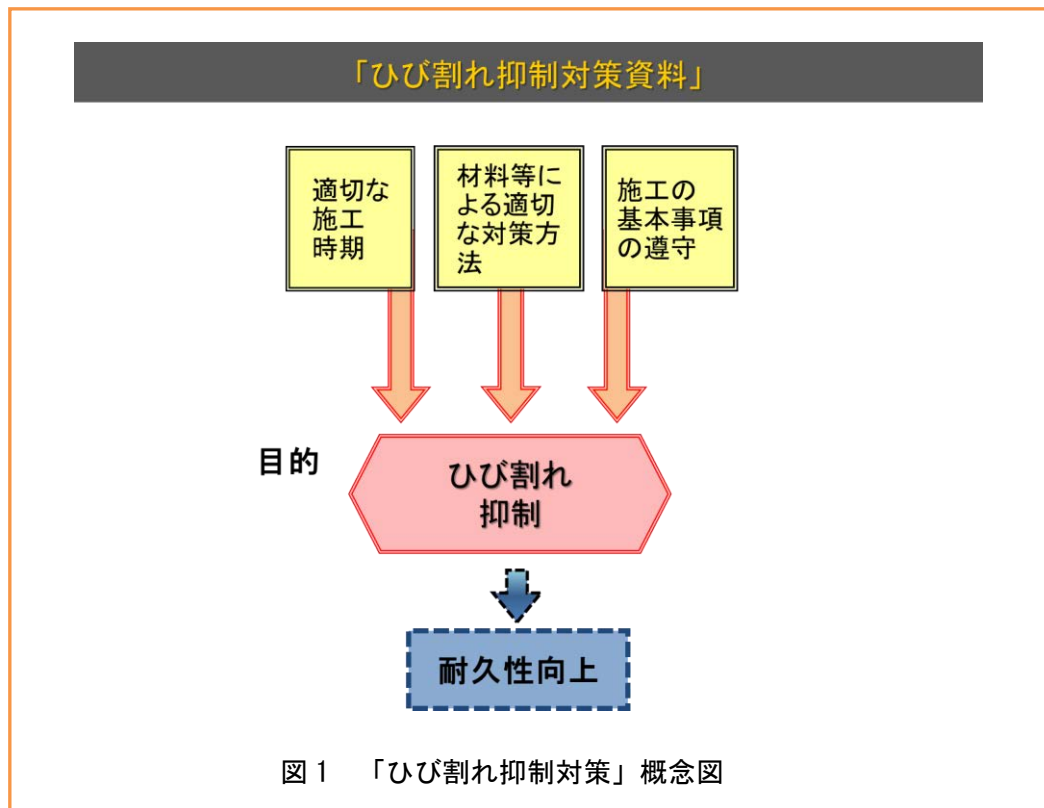 「ひび割れ抑制対策資料」
適切な
施工
時期
材料等に
よる適切
な対策方
法
施工の
基本事項
の遵守
目的
ひび割れ
抑制
耐久性向上
図1 「ひび割れ抑制対策」概念図